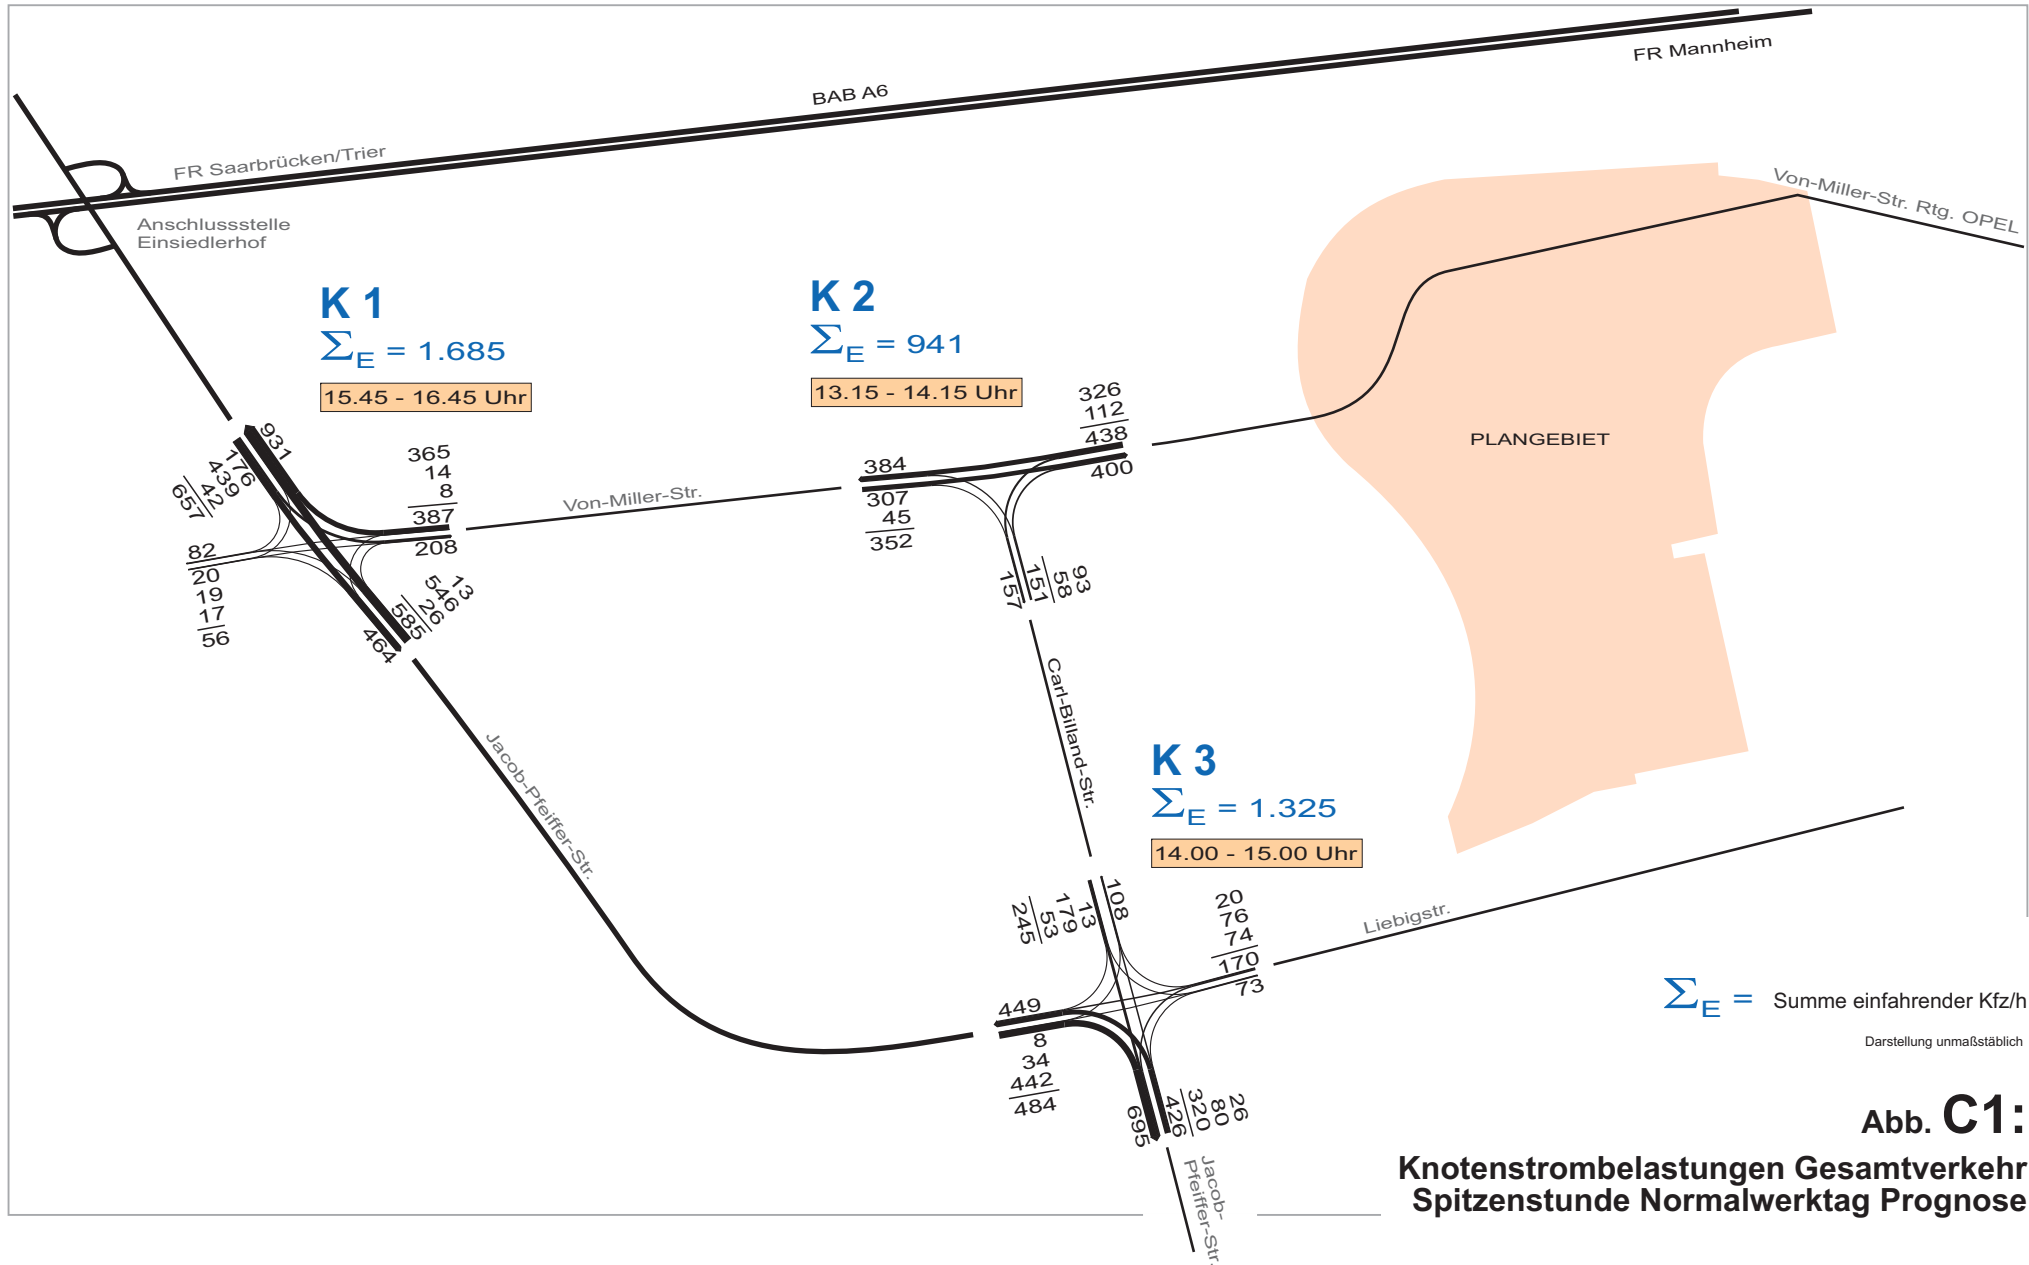 BAB A6
FR Mannheim
FR Saarbrücken/Trier
Anschlussstelle
Einsiedlerhof
Von-Miller-Str. Rtg. OPEL
K 1
ΣE = 1.685
15.45 - 16.45 Uhr
K 2
ΣE = 941
13.15 - 14.15 Uhr
PLANGEBIET
931
176
439
42
657
365
14
8
387
208
82
20
19
17
56
13
546
26
585
464
Von-Miller-Str.
326
112
438
400
384
307
45
352
93
58
151
157
Carl-Billand-Str.
Jacob-Pfeiffer-Str.
K 3
ΣE = 1.325
14.00 - 15.00 Uhr
108
13
179
53
245
20
76
74
170
73
Liebigstr.
449
8
34
442
484
26
80
320
426
695
Jacob-
Pfeiffer-Str.
ΣE = Summe einfahrender Kfz/h
Darstellung unmaßstäblich
Abb. C1:
Knotenstrombelastungen Gesamtverkehr
Spitzenstunde Normalwerktag Prognose